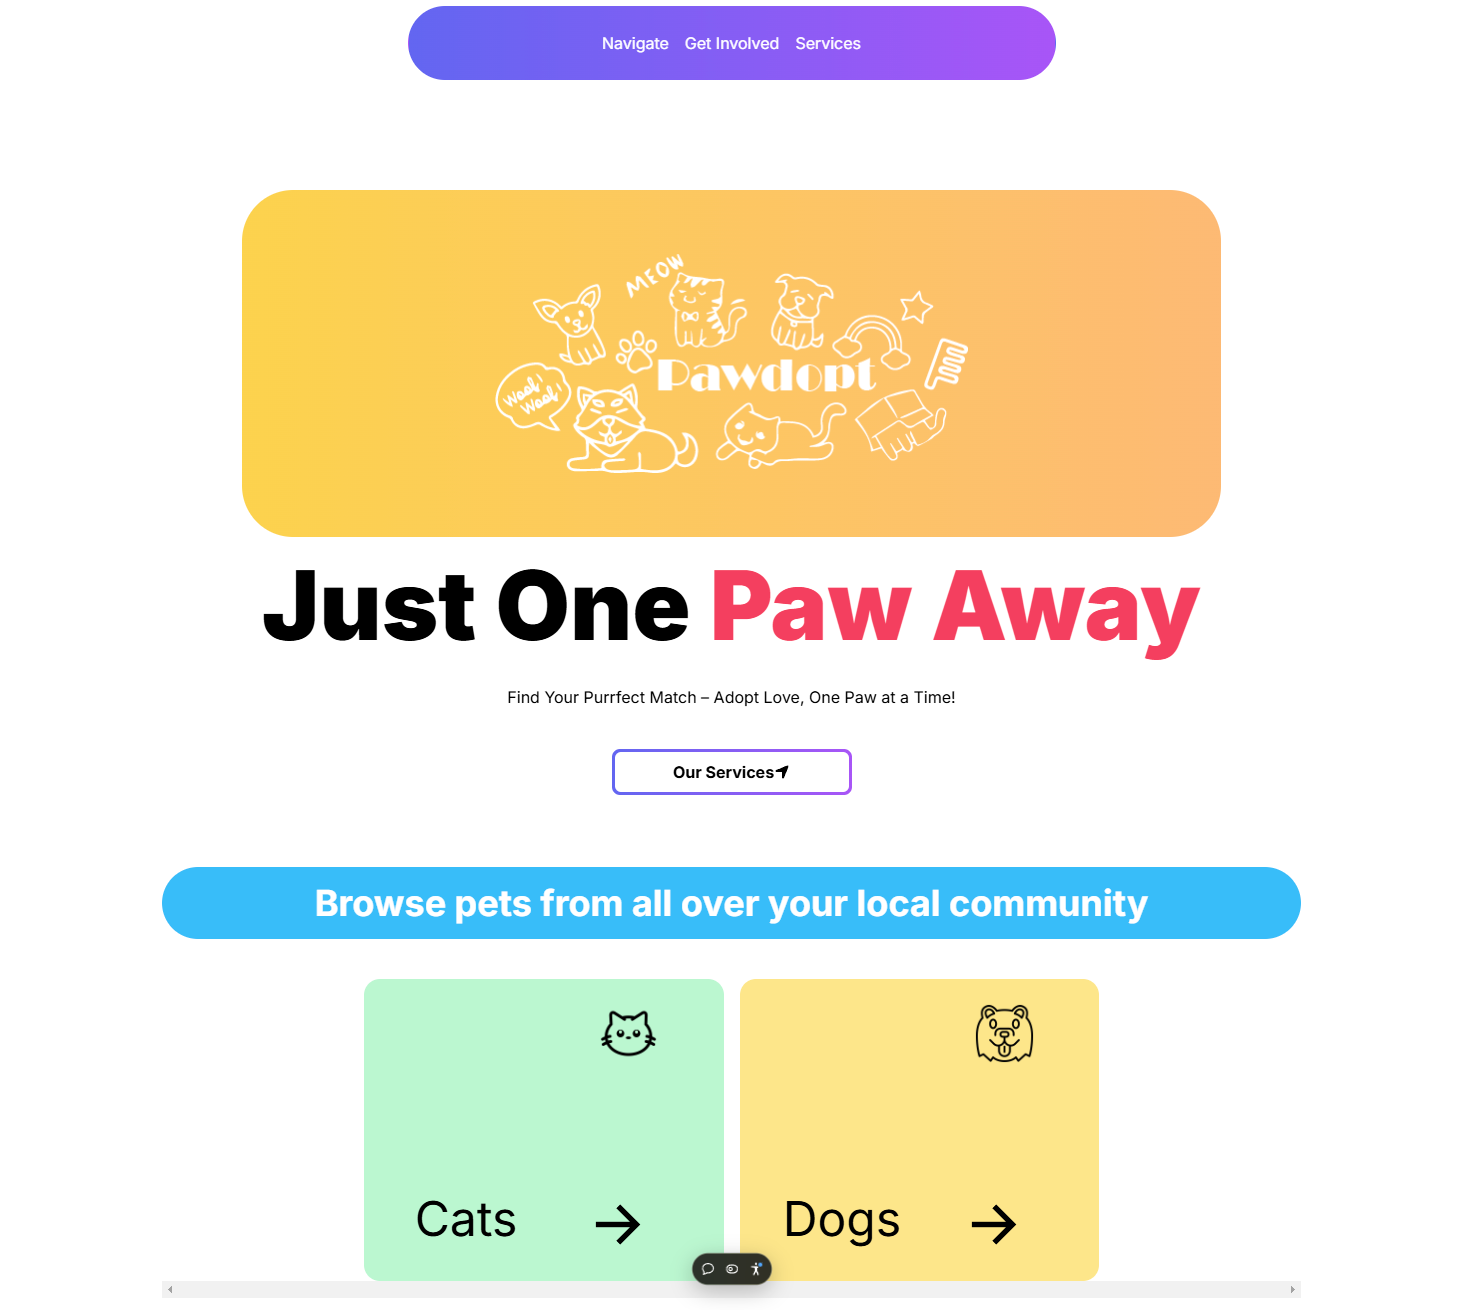 Navigate Get Involved Services
MEOW
Woof!
Woof!
Pawdopt
Just One Paw Away
Find Your Purrfect Match – Adopt Love, One Paw at a Time!
Our Services
Browse pets from all over your local community
Cats
Dogs